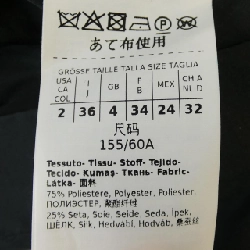 あて布使用
GRÖSSE TAILLE TALLA SIZE TAGLIA
USA CA COL I GB F MEX CH A NL D
2 36 4 34 24 32
尺码
155/60A
Tessuto- Tissu- Stoff- Tejido-
Tecido- Kumaş- Ткань- Fabric-
Látka- 面料
75% Poliestere, Polyester, Poliester
ПОЛИЭСТЕР, 聚酯纤维
25% Seta, Soie, Seide, Seda, İpek,
ШЁЛК, Silk, Hedvábí, Hodváb, 桑蚕丝